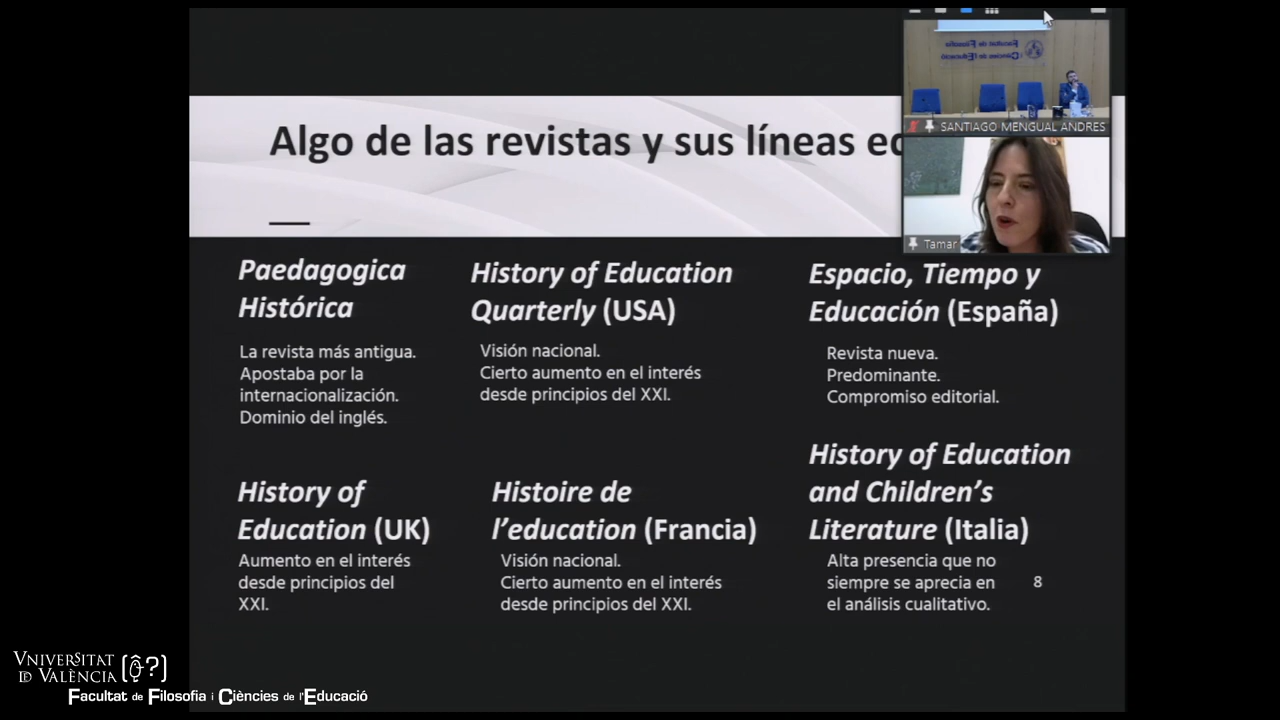 Algo de las revistas y sus líneas
SANTIAGO MENGUAL ANDRES
Tamar
Paedagogica
Histórica
La revista más antigua.
Apostaba por la
internacionalización.
Dominio del inglés.
History of Education
Quarterly (USA)
Visión nacional.
Cierto aumento en el interés
desde principios del XXI.
Espacio, Tiempo y
Educación (España)
Revista nueva.
Predominante.
Compromiso editorial.
History of
Education (UK)
Aumento en el interés
desde principios del
XXI.
Histoire de
l'education (Francia)
Visión nacional.
Cierto aumento en el interés
desde principios del XXI.
History of Education
and Children's
Literature (Italia)
Alta presencia que no
siempre se aprecia en
el análisis cualitativo.
8
VNIVERSITAT
DE VALÈNCIA
Facultat de Filosofia i Ciències de l'Educació